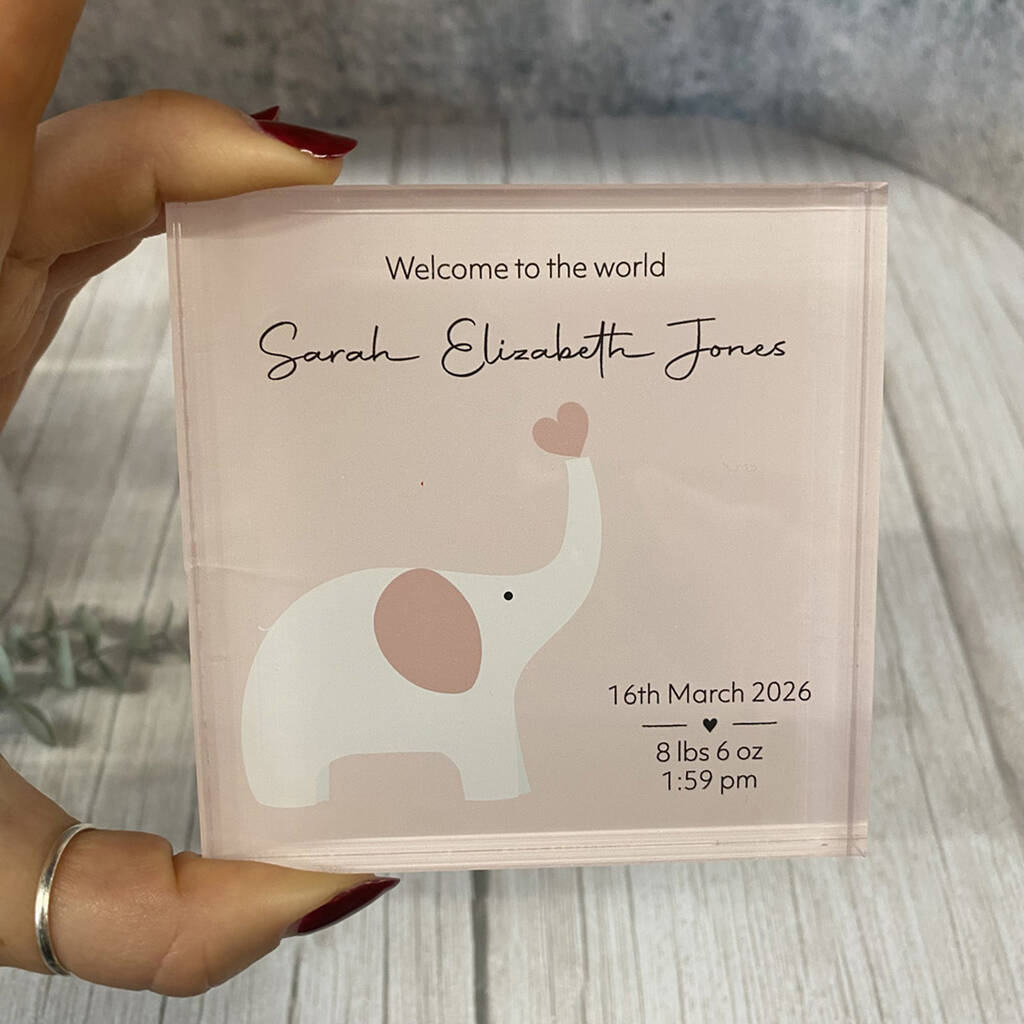 Welcome to the world
Sarah Elizabeth Jones
16th March 2026
8 lbs 6 oz
1:59 pm